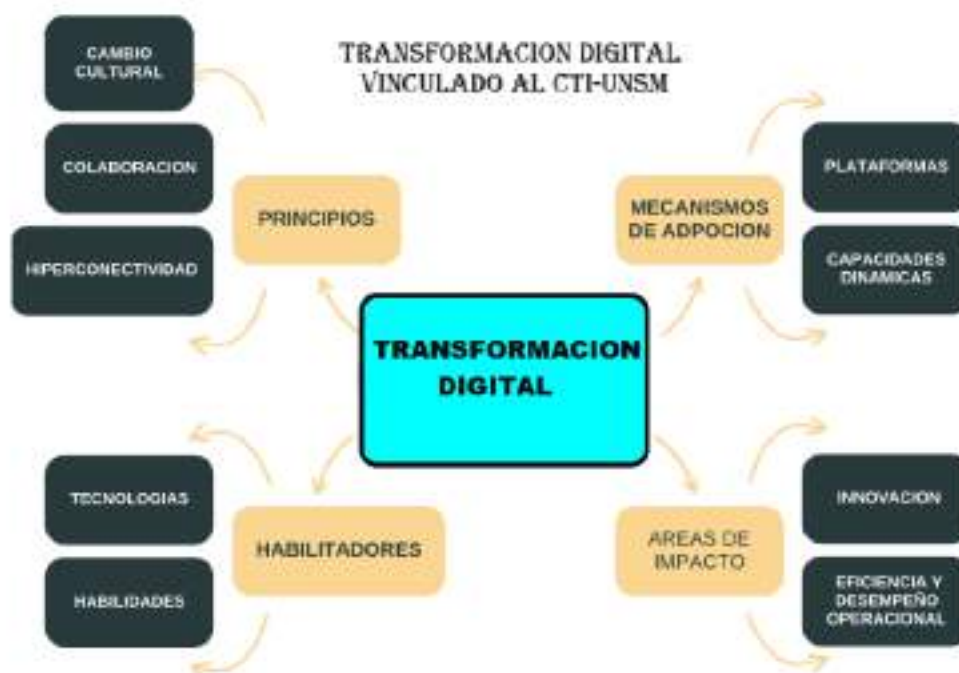 TRANSFORMACION DIGITAL
VINCULADO AL CTI-UNSM
CAMBIO
CULTURAL
COLABORACION
HIPERCONECTIVIDAD
PRINCIPIOS
MECANISMOS
DE ADPOCION
PLATAFORMAS
CAPACIDADES
DINAMICAS
TRANSFORMACION
DIGITAL
TECNOLOGIAS
HABILIDADES
HABILITADORES
AREAS DE
IMPACTO
INNOVACION
EFICIENCIA Y
DESEMPEÑO
OPERACIONAL